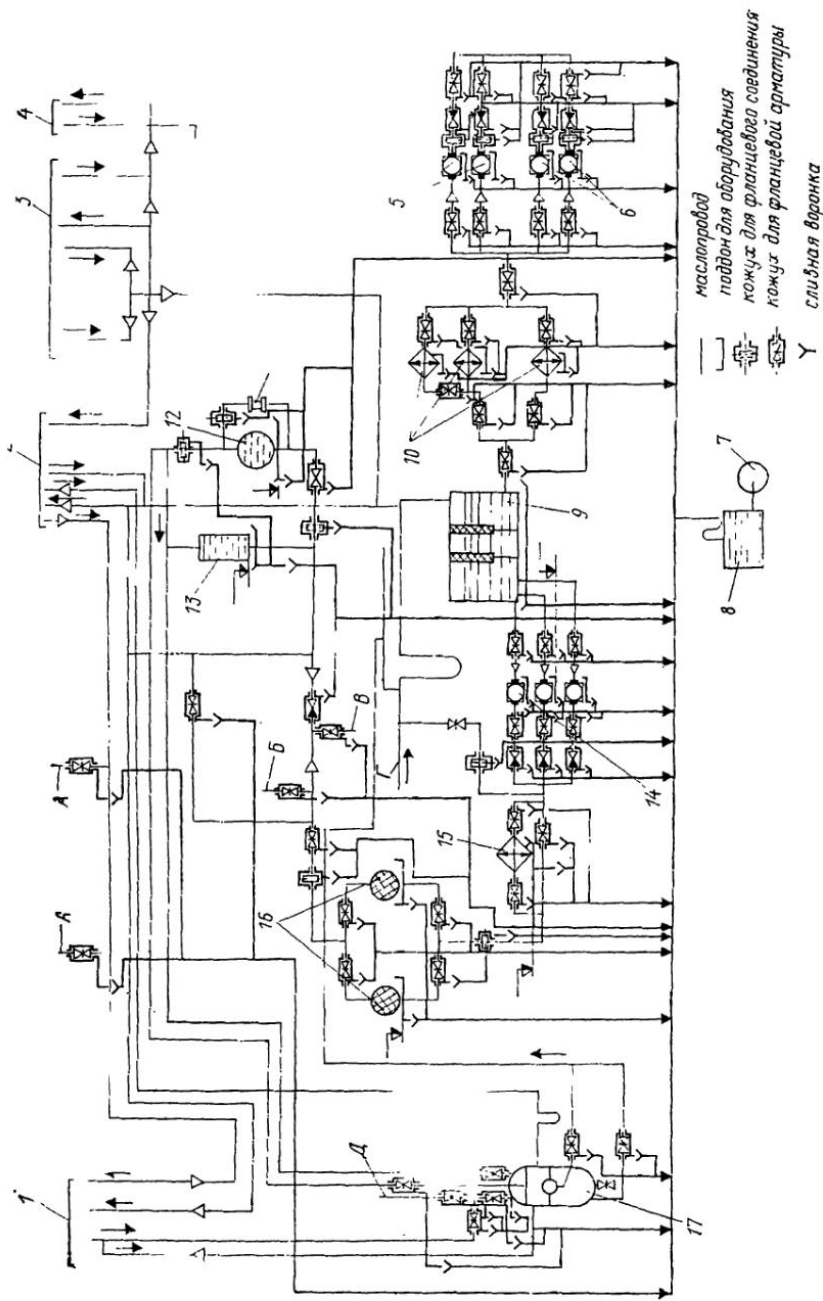 4
3
5
6
12
13
10
9
7
8
А
Б
В
14
15
16
1
Д
17
маслопровод
поддон для оборудования
кожух для фланцевого соединения
кожух для фланцевой арматуры
сливная воронка